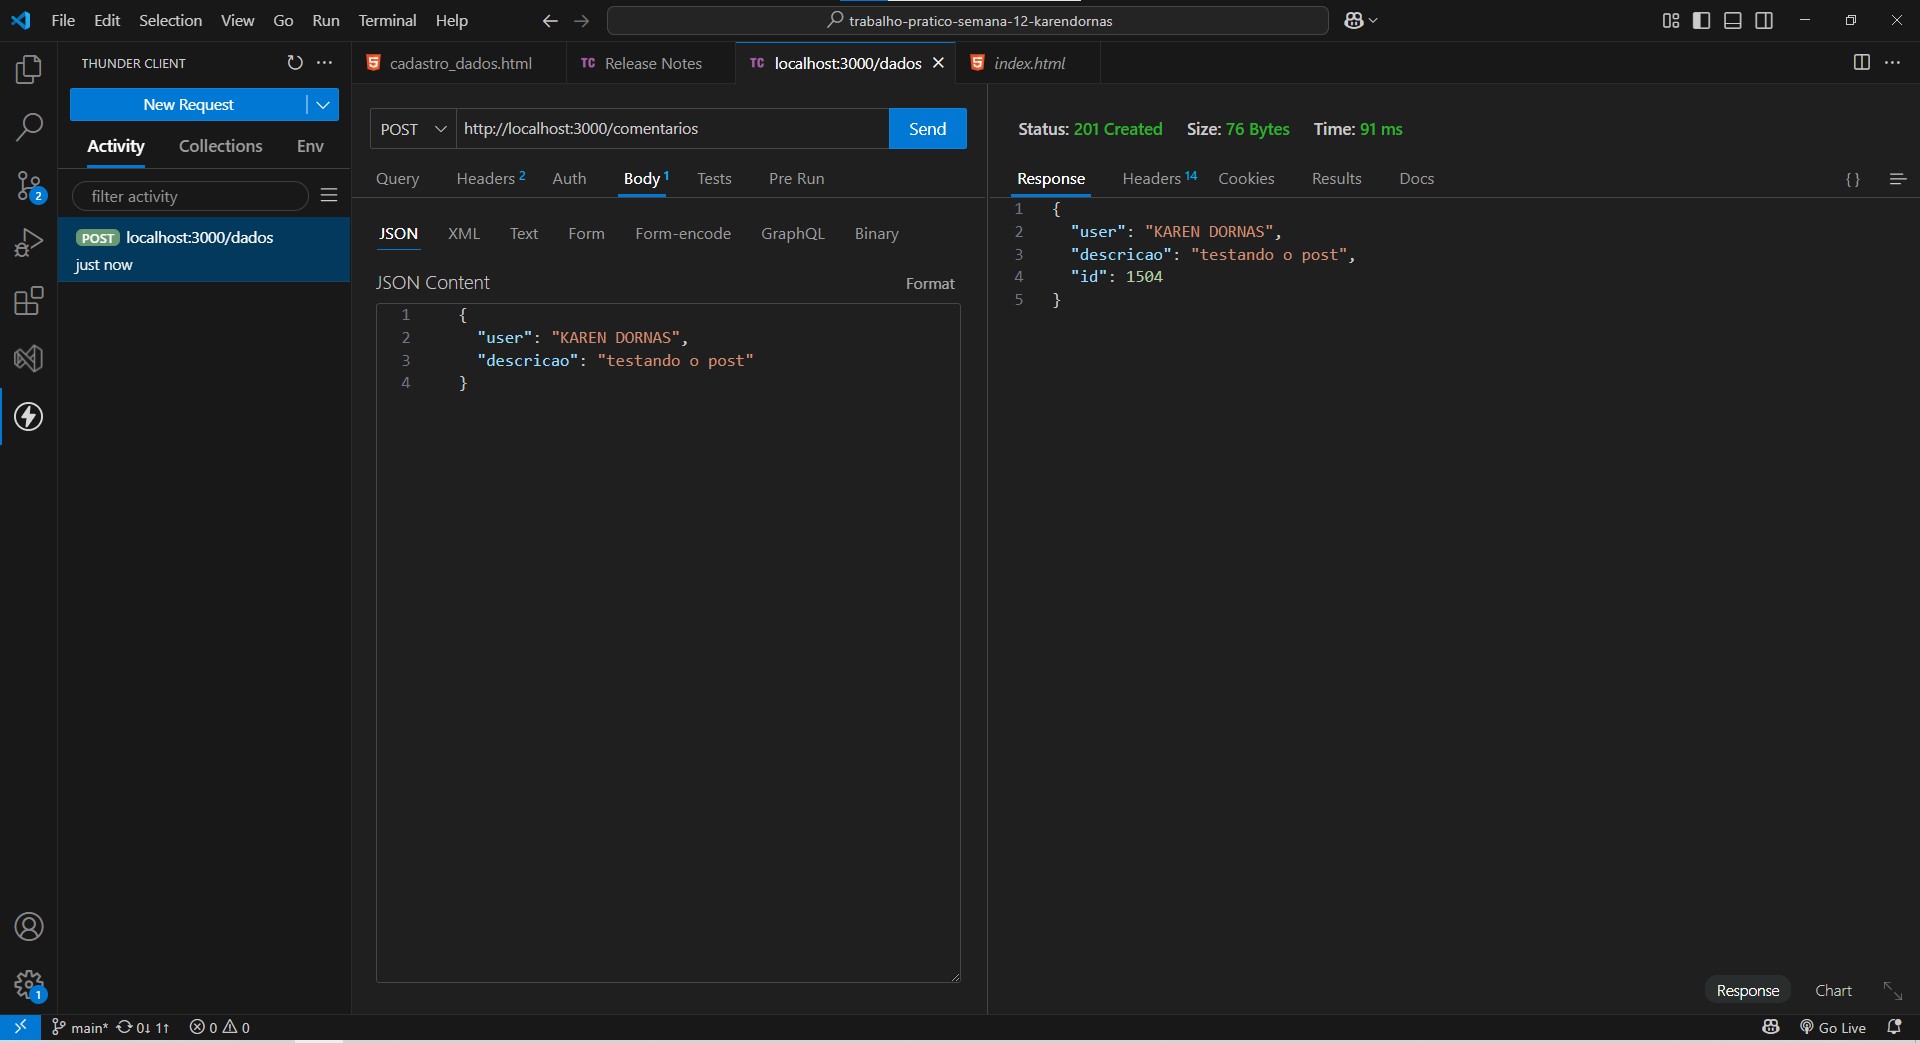 File Edit Selection View Go Run Terminal Help
trabalho-pratico-semana-12-karendornas
THUNDER CLIENT
New Request
Activity Collections Env
filter activity
POST localhost:3000/dados
just now
cadastro_dados.html
TC Release Notes
TC localhost:3000/dados
index.html
POST http://localhost:3000/comentarios Send
Query Headers 2 Auth Body 1 Tests Pre Run
JSON XML Text Form Form-encode GraphQL Binary
JSON Content Format
1 {
2 "user": "KAREN DORNAS",
3 "descricao": "testando o post"
4 }
Status: 201 Created Size: 76 Bytes Time: 91 ms
Response Headers 14 Cookies Results Docs { }
1 {
2 "user": "KAREN DORNAS",
3 "descricao": "testando o post",
4 "id": 1504
5 }
Response Chart
2
1
main* 0↓ 1↑ 0 0
Go Live